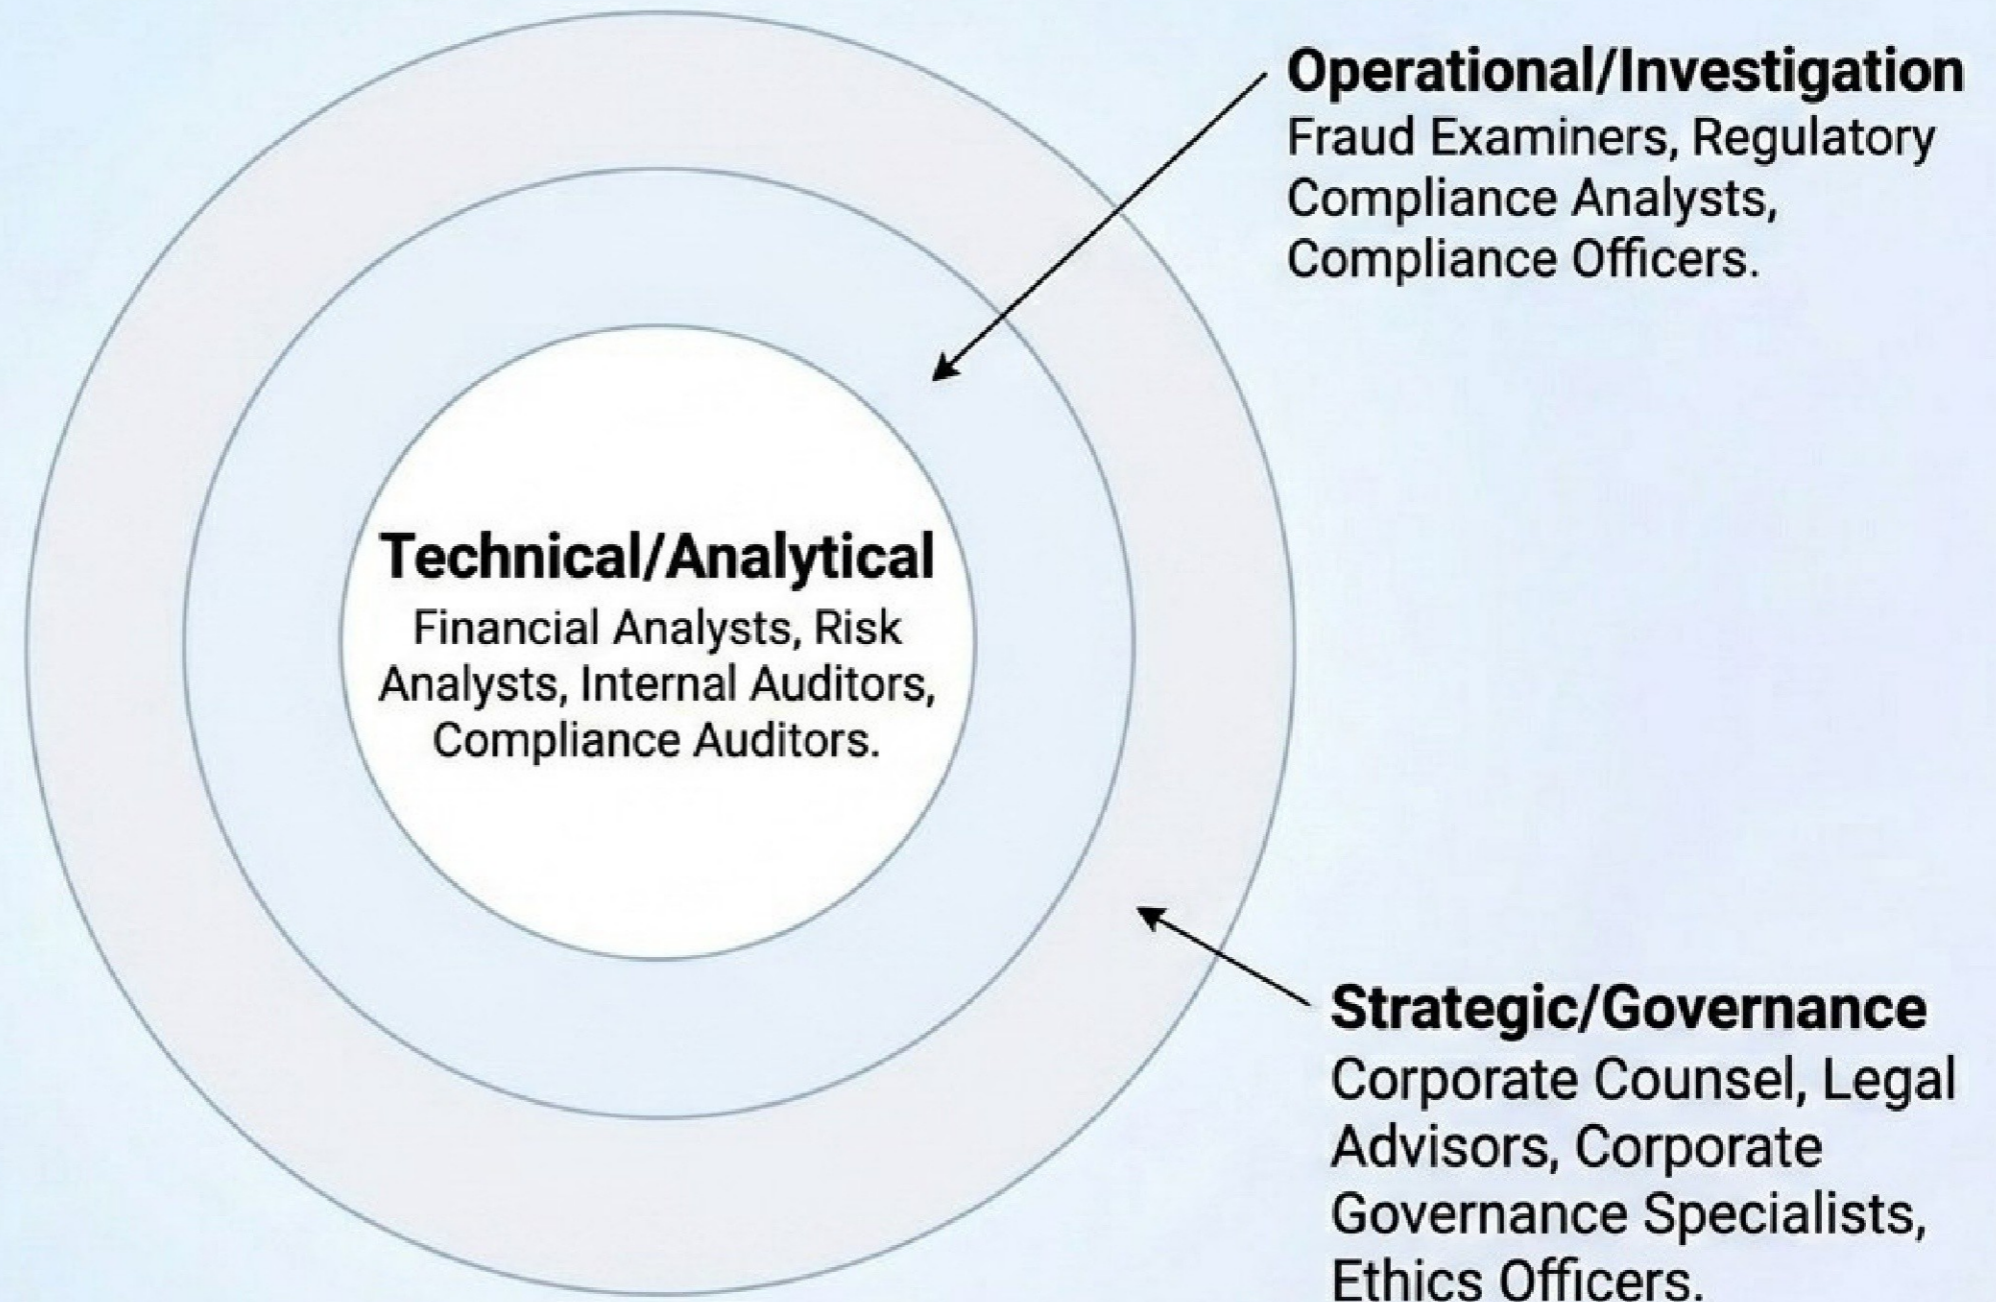 Operational/Investigation
Fraud Examiners, Regulatory
Compliance Analysts,
Compliance Officers.
Technical/Analytical
Financial Analysts, Risk
Analysts, Internal Auditors,
Compliance Auditors.
Strategic/Governance
Corporate Counsel, Legal
Advisors, Corporate
Governance Specialists,
Ethics Officers.